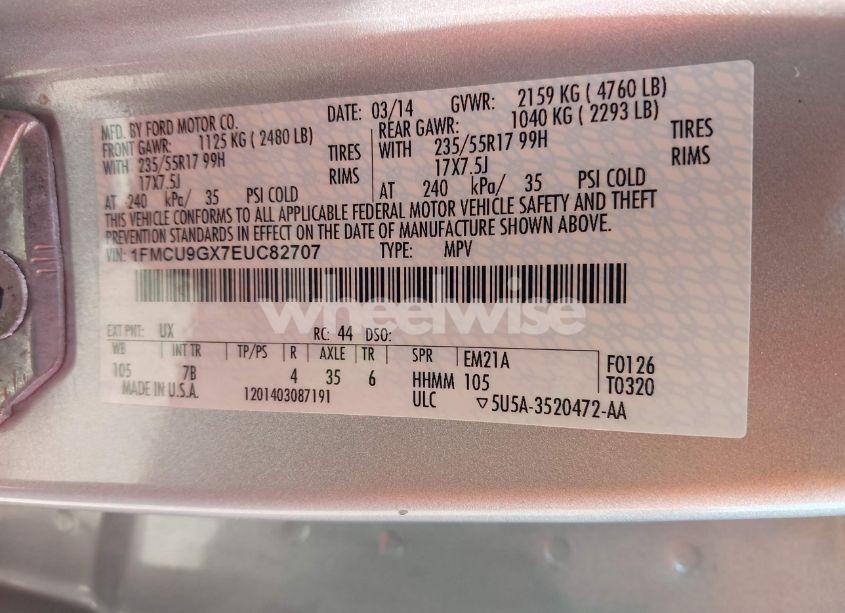 MFD. BY FORD MOTOR CO. DATE: 03/14 GVWR: 2159 KG ( 4760 LB)
FRONT GAWR: 1125 KG ( 2480 LB) REAR GAWR: 1040 KG ( 2293 LB)
WITH 235/55R17 99H TIRES WITH 235/55R17 99H TIRES
17X7.5J RIMS 17X7.5J RIMS
AT 240 kPa/ 35 PSI COLD AT 240 kPa/ 35 PSI COLD
THIS VEHICLE CONFORMS TO ALL APPLICABLE FEDERAL MOTOR VEHICLE SAFETY AND THEFT
PREVENTION STANDARDS IN EFFECT ON THE DATE OF MANUFACTURE SHOWN ABOVE.
VIN: 1FMCU9GX7EUC82707 TYPE: MPV
wheelwise
EXT PNT: UX RC: 44 DSO:
WB INT TR TP/PS R AXLE TR SPR EM21A F0126
105 7B 4 35 6 HHMM 105 T0320
MADE IN U.S.A. 1201403087191 ULC ▽5U5A-3520472-AA